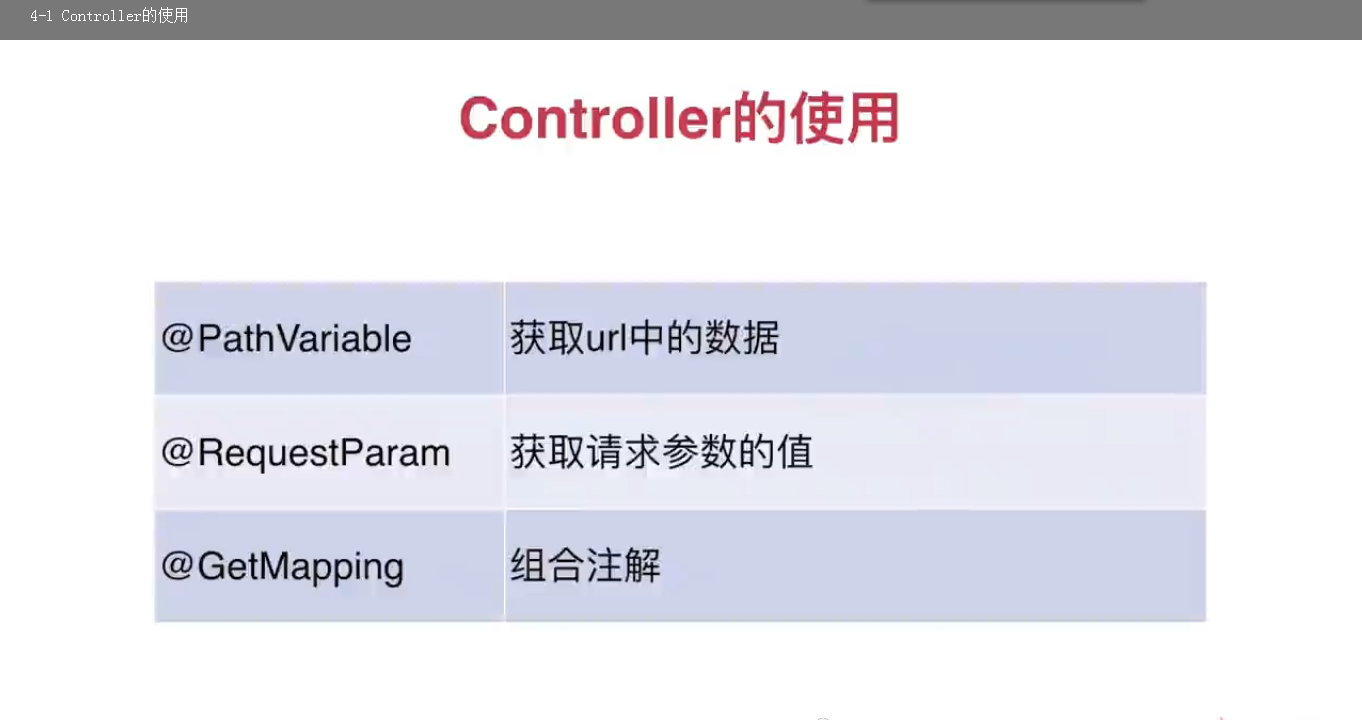 4-1 Controller的使用
Controller的使用
@PathVariable 获取url中的数据
@RequestParam 获取请求参数的值
@GetMapping 组合注解